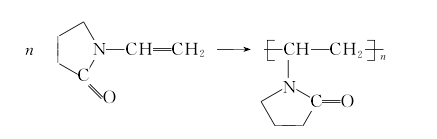 n N—CH=CH₂ ⟶ [CH—CH₂]ₙ
C N
O C=O